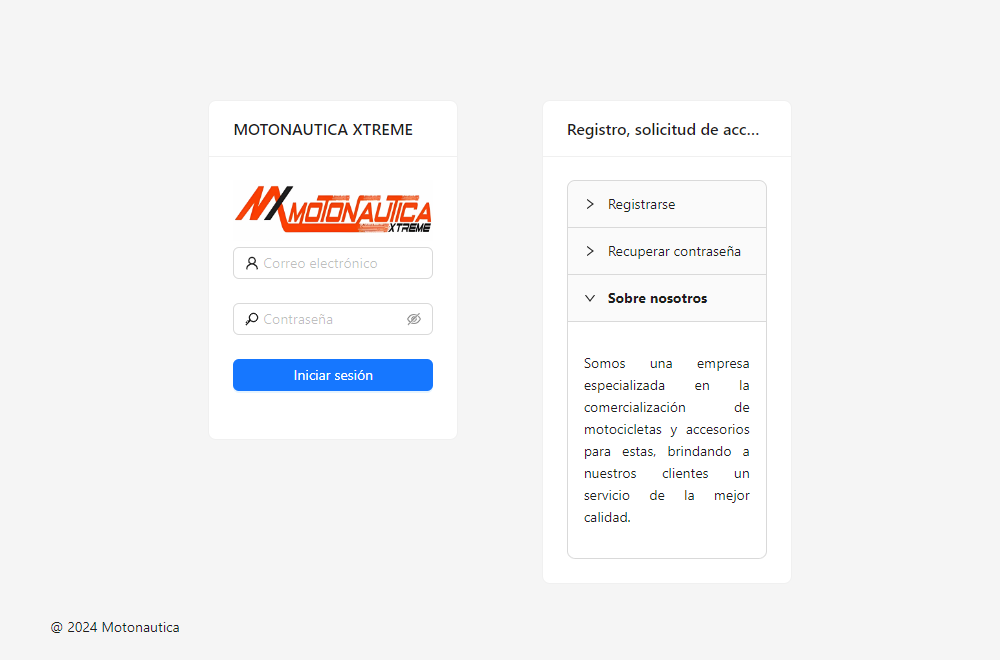 MOTONAUTICA XTREME
MOTONAUTICA
XTREME
Correo electrónico
Contraseña
Iniciar sesión
Registro, solicitud de acc...
Registrarse
Recuperar contraseña
Sobre nosotros
Somos una empresa
especializada en la
comercialización de
motocicletas y accesorios
para estas, brindando a
nuestros clientes un
servicio de la mejor
calidad.
@ 2024 Motonautica